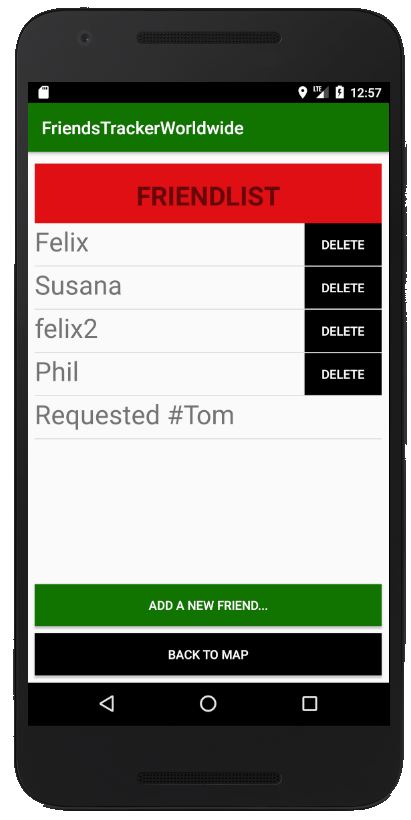 LTE 12:57
FriendsTrackerWorldwide
FRIENDLIST
Felix DELETE
Susana DELETE
felix2 DELETE
Phil DELETE
Requested #Tom
ADD A NEW FRIEND...
BACK TO MAP